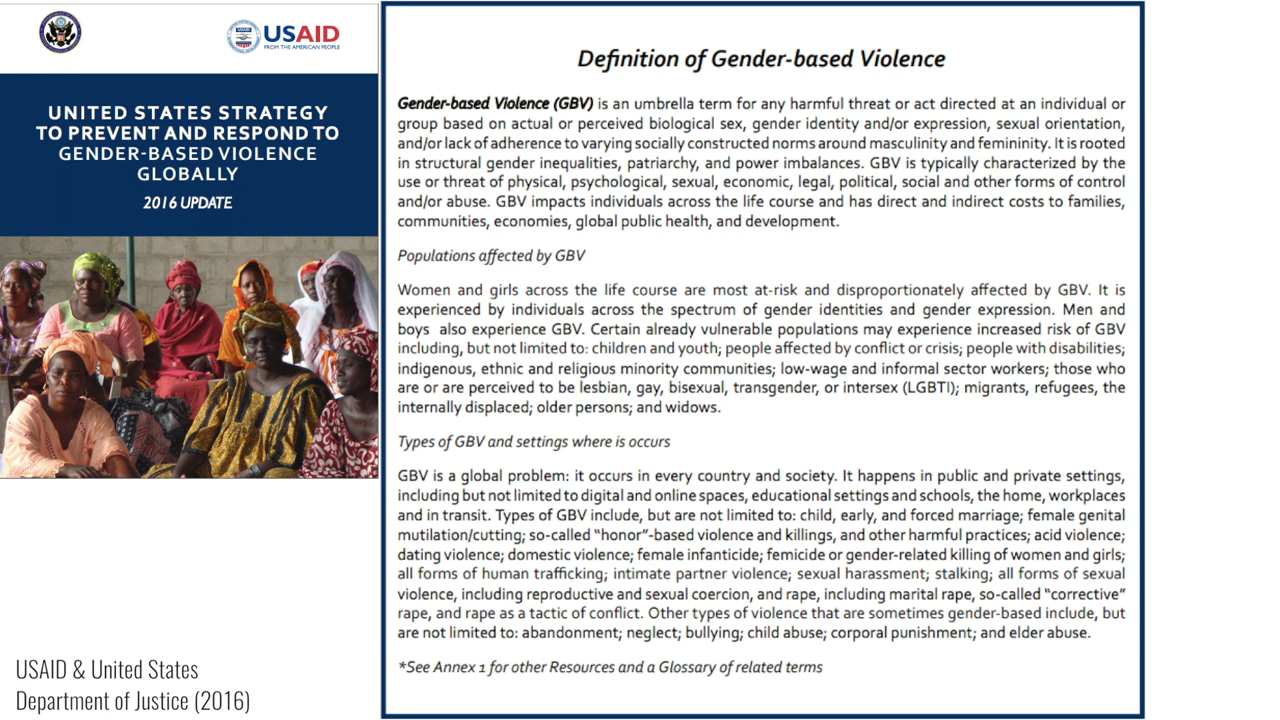 USAID
FROM THE AMERICAN PEOPLE
UNITED STATES STRATEGY
TO PREVENT AND RESPOND TO
GENDER-BASED VIOLENCE
GLOBALLY
2016 UPDATE
USAID & United States
Department of Justice (2016)
Definition of Gender-based Violence
Gender-based Violence (GBV) is an umbrella term for any harmful threat or act directed at an individual or
group based on actual or perceived biological sex, gender identity and/or expression, sexual orientation,
and/or lack of adherence to varying socially constructed norms around masculinity and femininity. It is rooted
in structural gender inequalities, patriarchy, and power imbalances. GBV is typically characterized by the
use or threat of physical, psychological, sexual, economic, legal, political, social and other forms of control
and/or abuse. GBV impacts individuals across the life course and has direct and indirect costs to families,
communities, economies, global public health, and development.
Populations affected by GBV
Women and girls across the life course are most at-risk and disproportionately affected by GBV. It is
experienced by individuals across the spectrum of gender identities and gender expression. Men and
boys also experience GBV. Certain already vulnerable populations may experience increased risk of GBV
including, but not limited to: children and youth; people affected by conflict or crisis; people with disabilities;
indigenous, ethnic and religious minority communities; low-wage and informal sector workers; those who
are or are perceived to be lesbian, gay, bisexual, transgender, or intersex (LGBTI); migrants, refugees, the
internally displaced; older persons; and widows.
Types of GBV and settings where is occurs
GBV is a global problem: it occurs in every country and society. It happens in public and private settings,
including but not limited to digital and online spaces, educational settings and schools, the home, workplaces
and in transit. Types of GBV include, but are not limited to: child, early, and forced marriage; female genital
mutilation/cutting; so-called “honor”-based violence and killings, and other harmful practices; acid violence;
dating violence; domestic violence; female infanticide; femicide or gender-related killing of women and girls;
all forms of human trafficking; intimate partner violence; sexual harassment; stalking; all forms of sexual
violence, including reproductive and sexual coercion, and rape, including marital rape, so-called “corrective”
rape, and rape as a tactic of conflict. Other types of violence that are sometimes gender-based include, but
are not limited to: abandonment; neglect; bullying; child abuse; corporal punishment; and elder abuse.
*See Annex 1 for other Resources and a Glossary of related terms